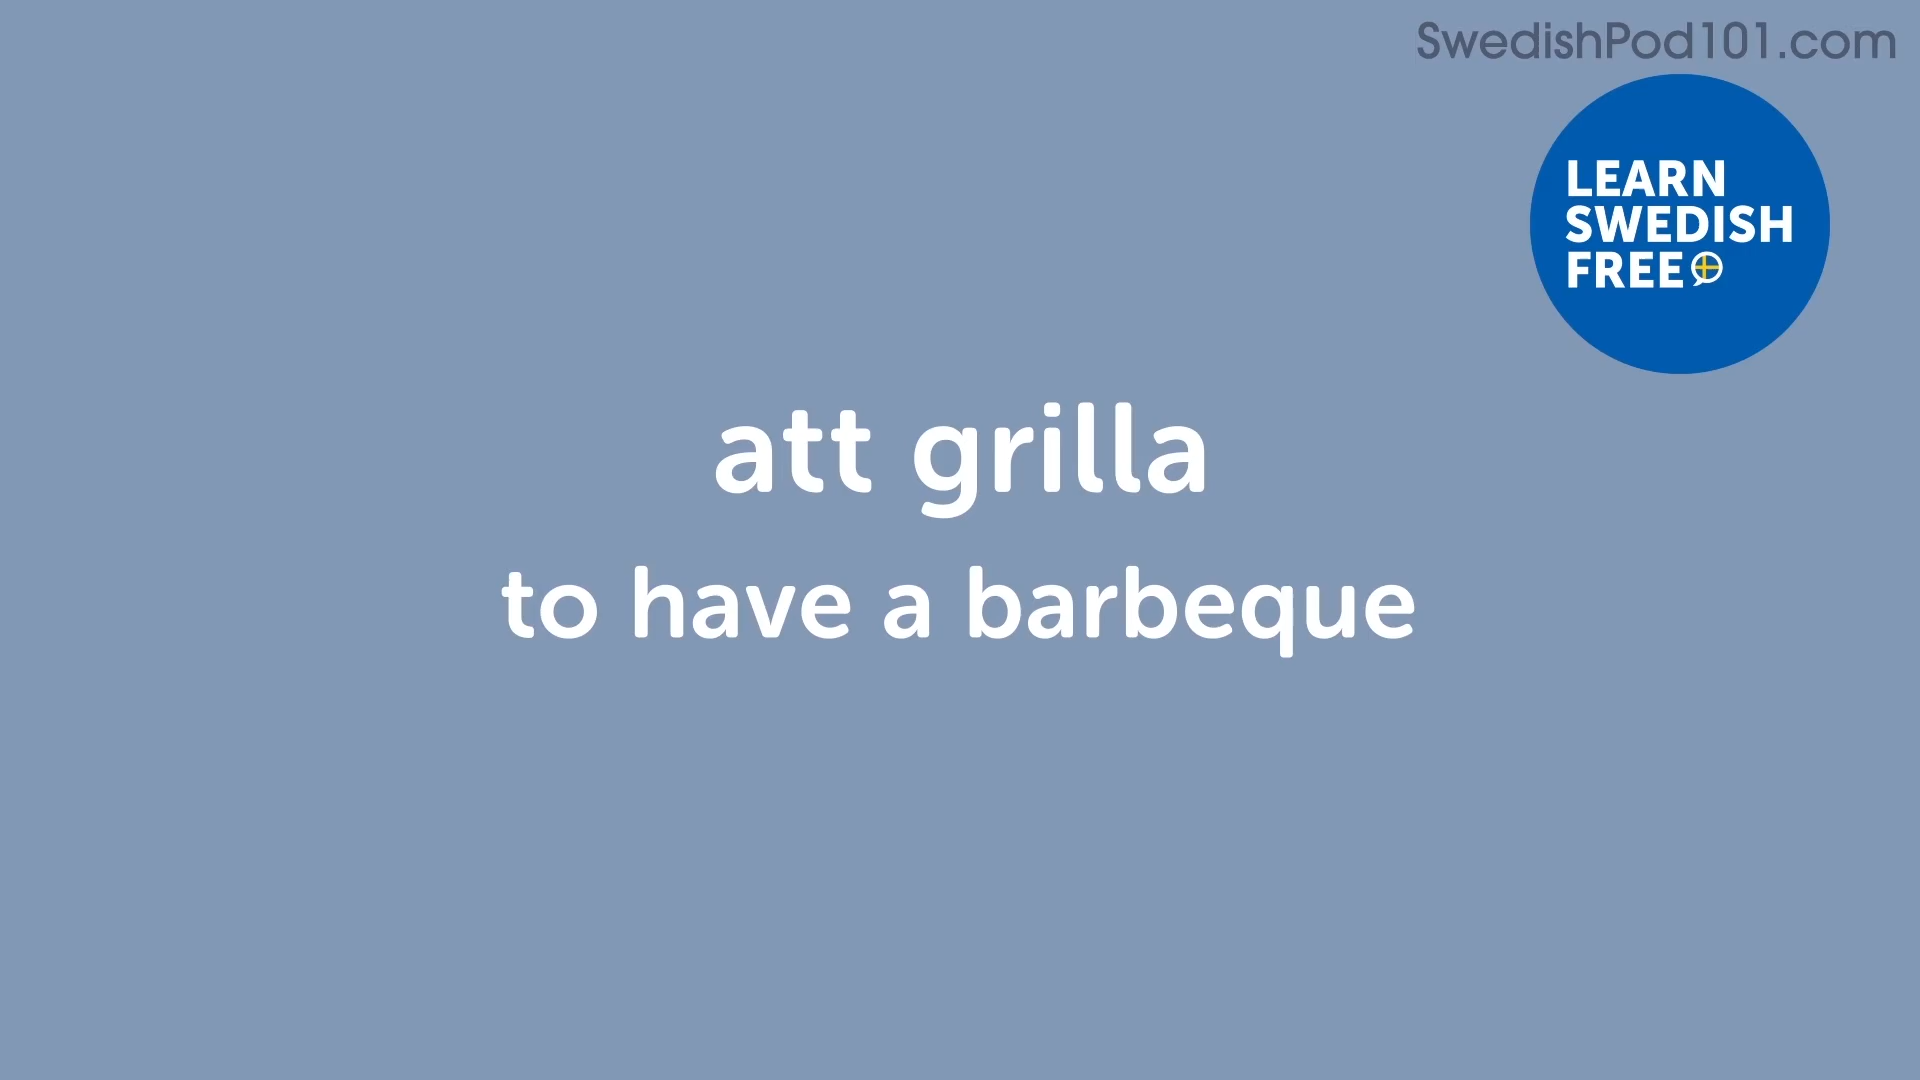 SwedishPod101.com
LEARN
SWEDISH
FREE
att grilla
to have a barbeque